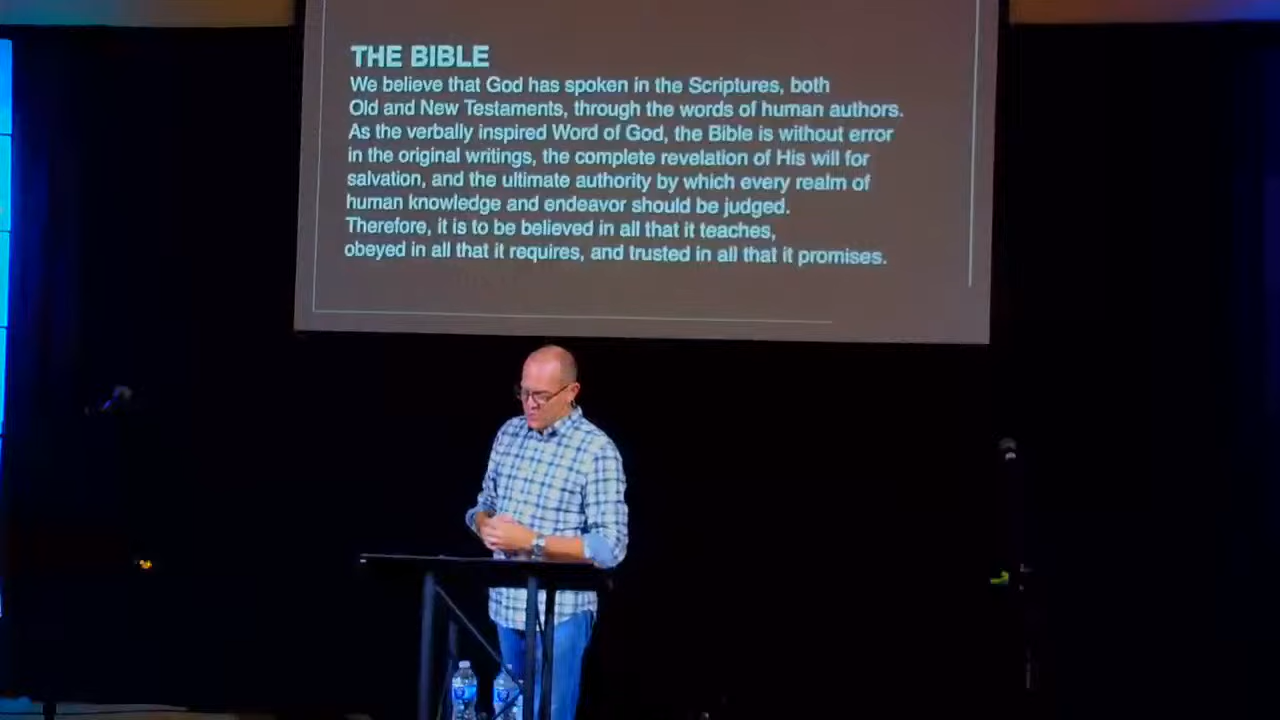 THE BIBLE
We believe that God has spoken in the Scriptures, both
Old and New Testaments, through the words of human authors.
As the verbally inspired Word of God, the Bible is without error
in the original writings, the complete revelation of His will for
salvation, and the ultimate authority by which every realm of
human knowledge and endeavor should be judged.
Therefore, it is to be believed in all that it teaches,
obeyed in all that it requires, and trusted in all that it promises.